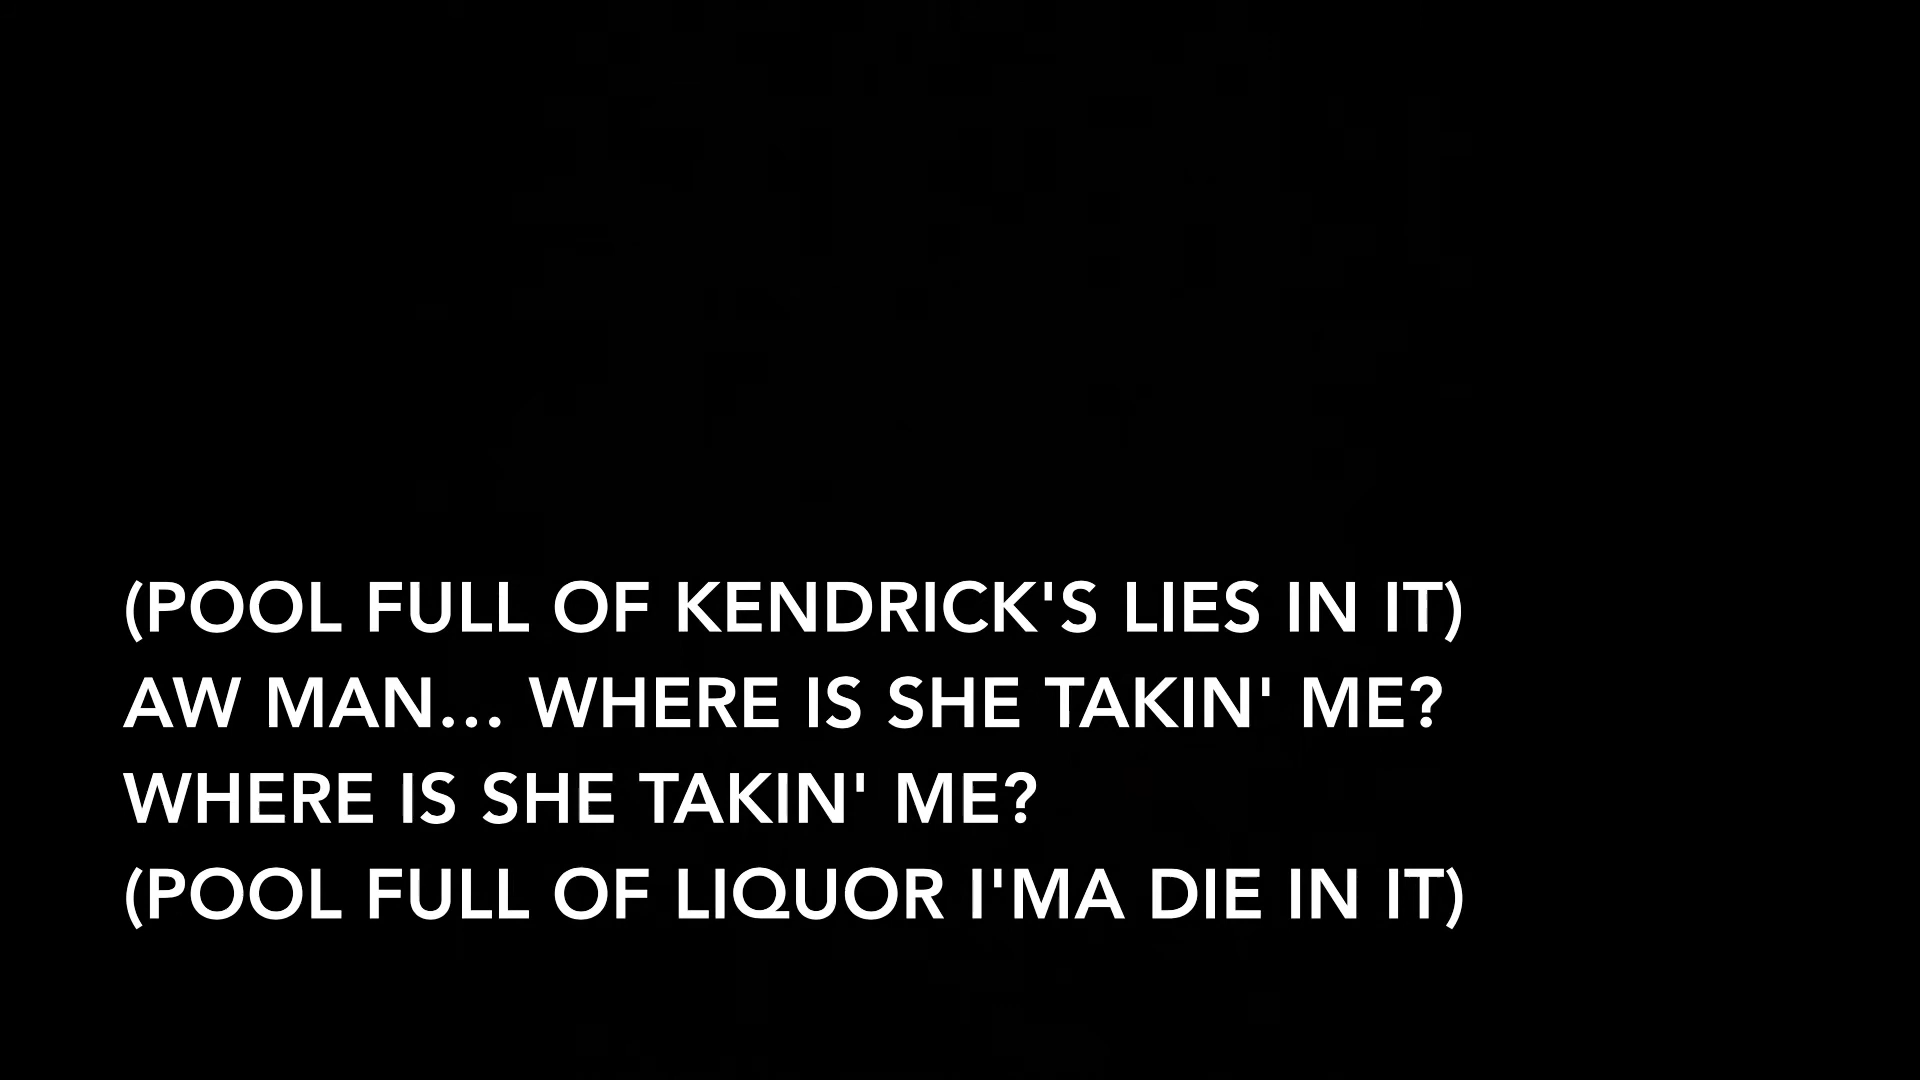 (POOL FULL OF KENDRICK'S LIES IN IT)
AW MAN... WHERE IS SHE TAKIN' ME?
WHERE IS SHE TAKIN' ME?
(POOL FULL OF LIQUOR I'MA DIE IN IT)